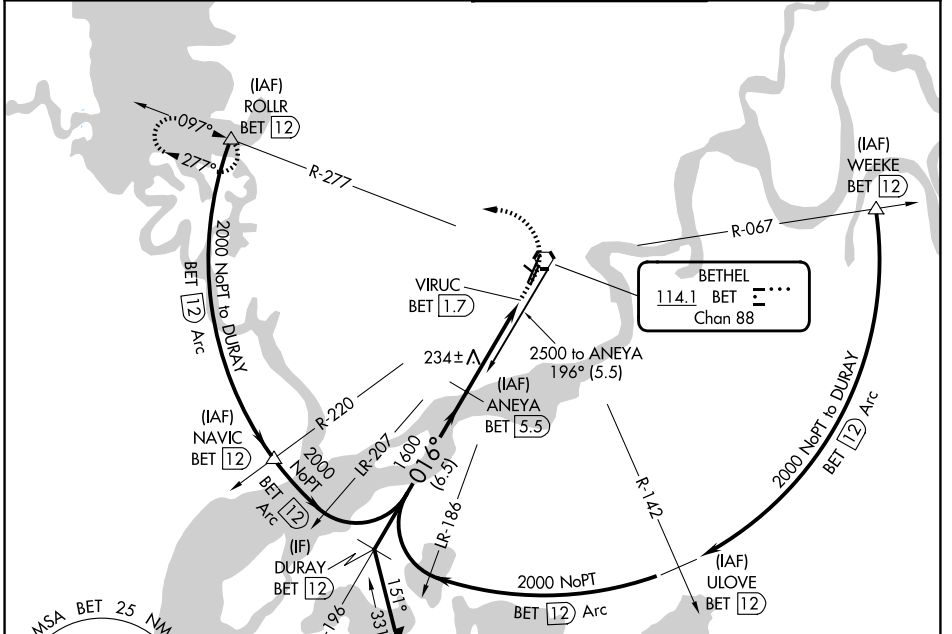 (IAF)
ROLLR
BET 12
097°
277°
R-277
(IAF)
WEEKE
BET 12
R-067
2000 NoPT to DURAY
BET 12 Arc
VIRUC
BET 1.7
BETHEL
114.1 BET
Chan 88
234±
2500 to ANEYA
196° (5.5)
(IAF)
ANEYA
BET 5.5
2000 NoPT to DURAY
BET 12 Arc
(IAF)
NAVIC
BET 12
R-220
LR-207
1600
016°
(6.5)
2000
NoPT
BET 12
Arc
R-142
LR-186
(IF)
DURAY
BET 12
2000 NoPT
BET 12 Arc
(IAF)
ULOVE
BET 12
-196
151°
331
MSA BET 25 NM